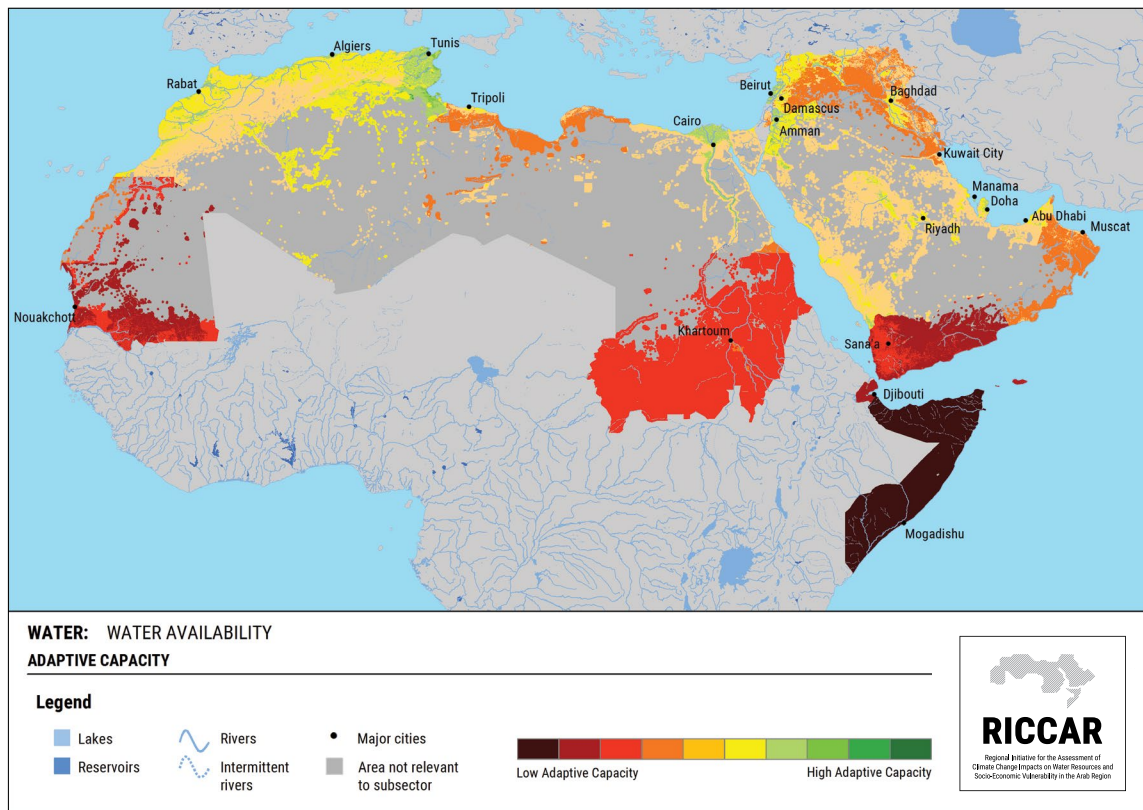 Algiers
Tunis
Rabat
Tripoli
Beirut
Baghdad
Damascus
Cairo
Amman
Kuwait City
Manama
Doha
Abu Dhabi
Riyadh
Muscat
Nouakchott
Khartoum
Sana'a
Djibouti
Mogadishu
WATER: WATER AVAILABILITY
ADAPTIVE CAPACITY
Legend
Lakes
Rivers
Major cities
Reservoirs
Intermittent
rivers
Area not relevant
to subsector
Low Adaptive Capacity
High Adaptive Capacity
RICCAR
Regional Initiative for the Assessment of
Climate Change Impacts on Water Resources and
Socio-Economic Vulnerability in the Arab Region